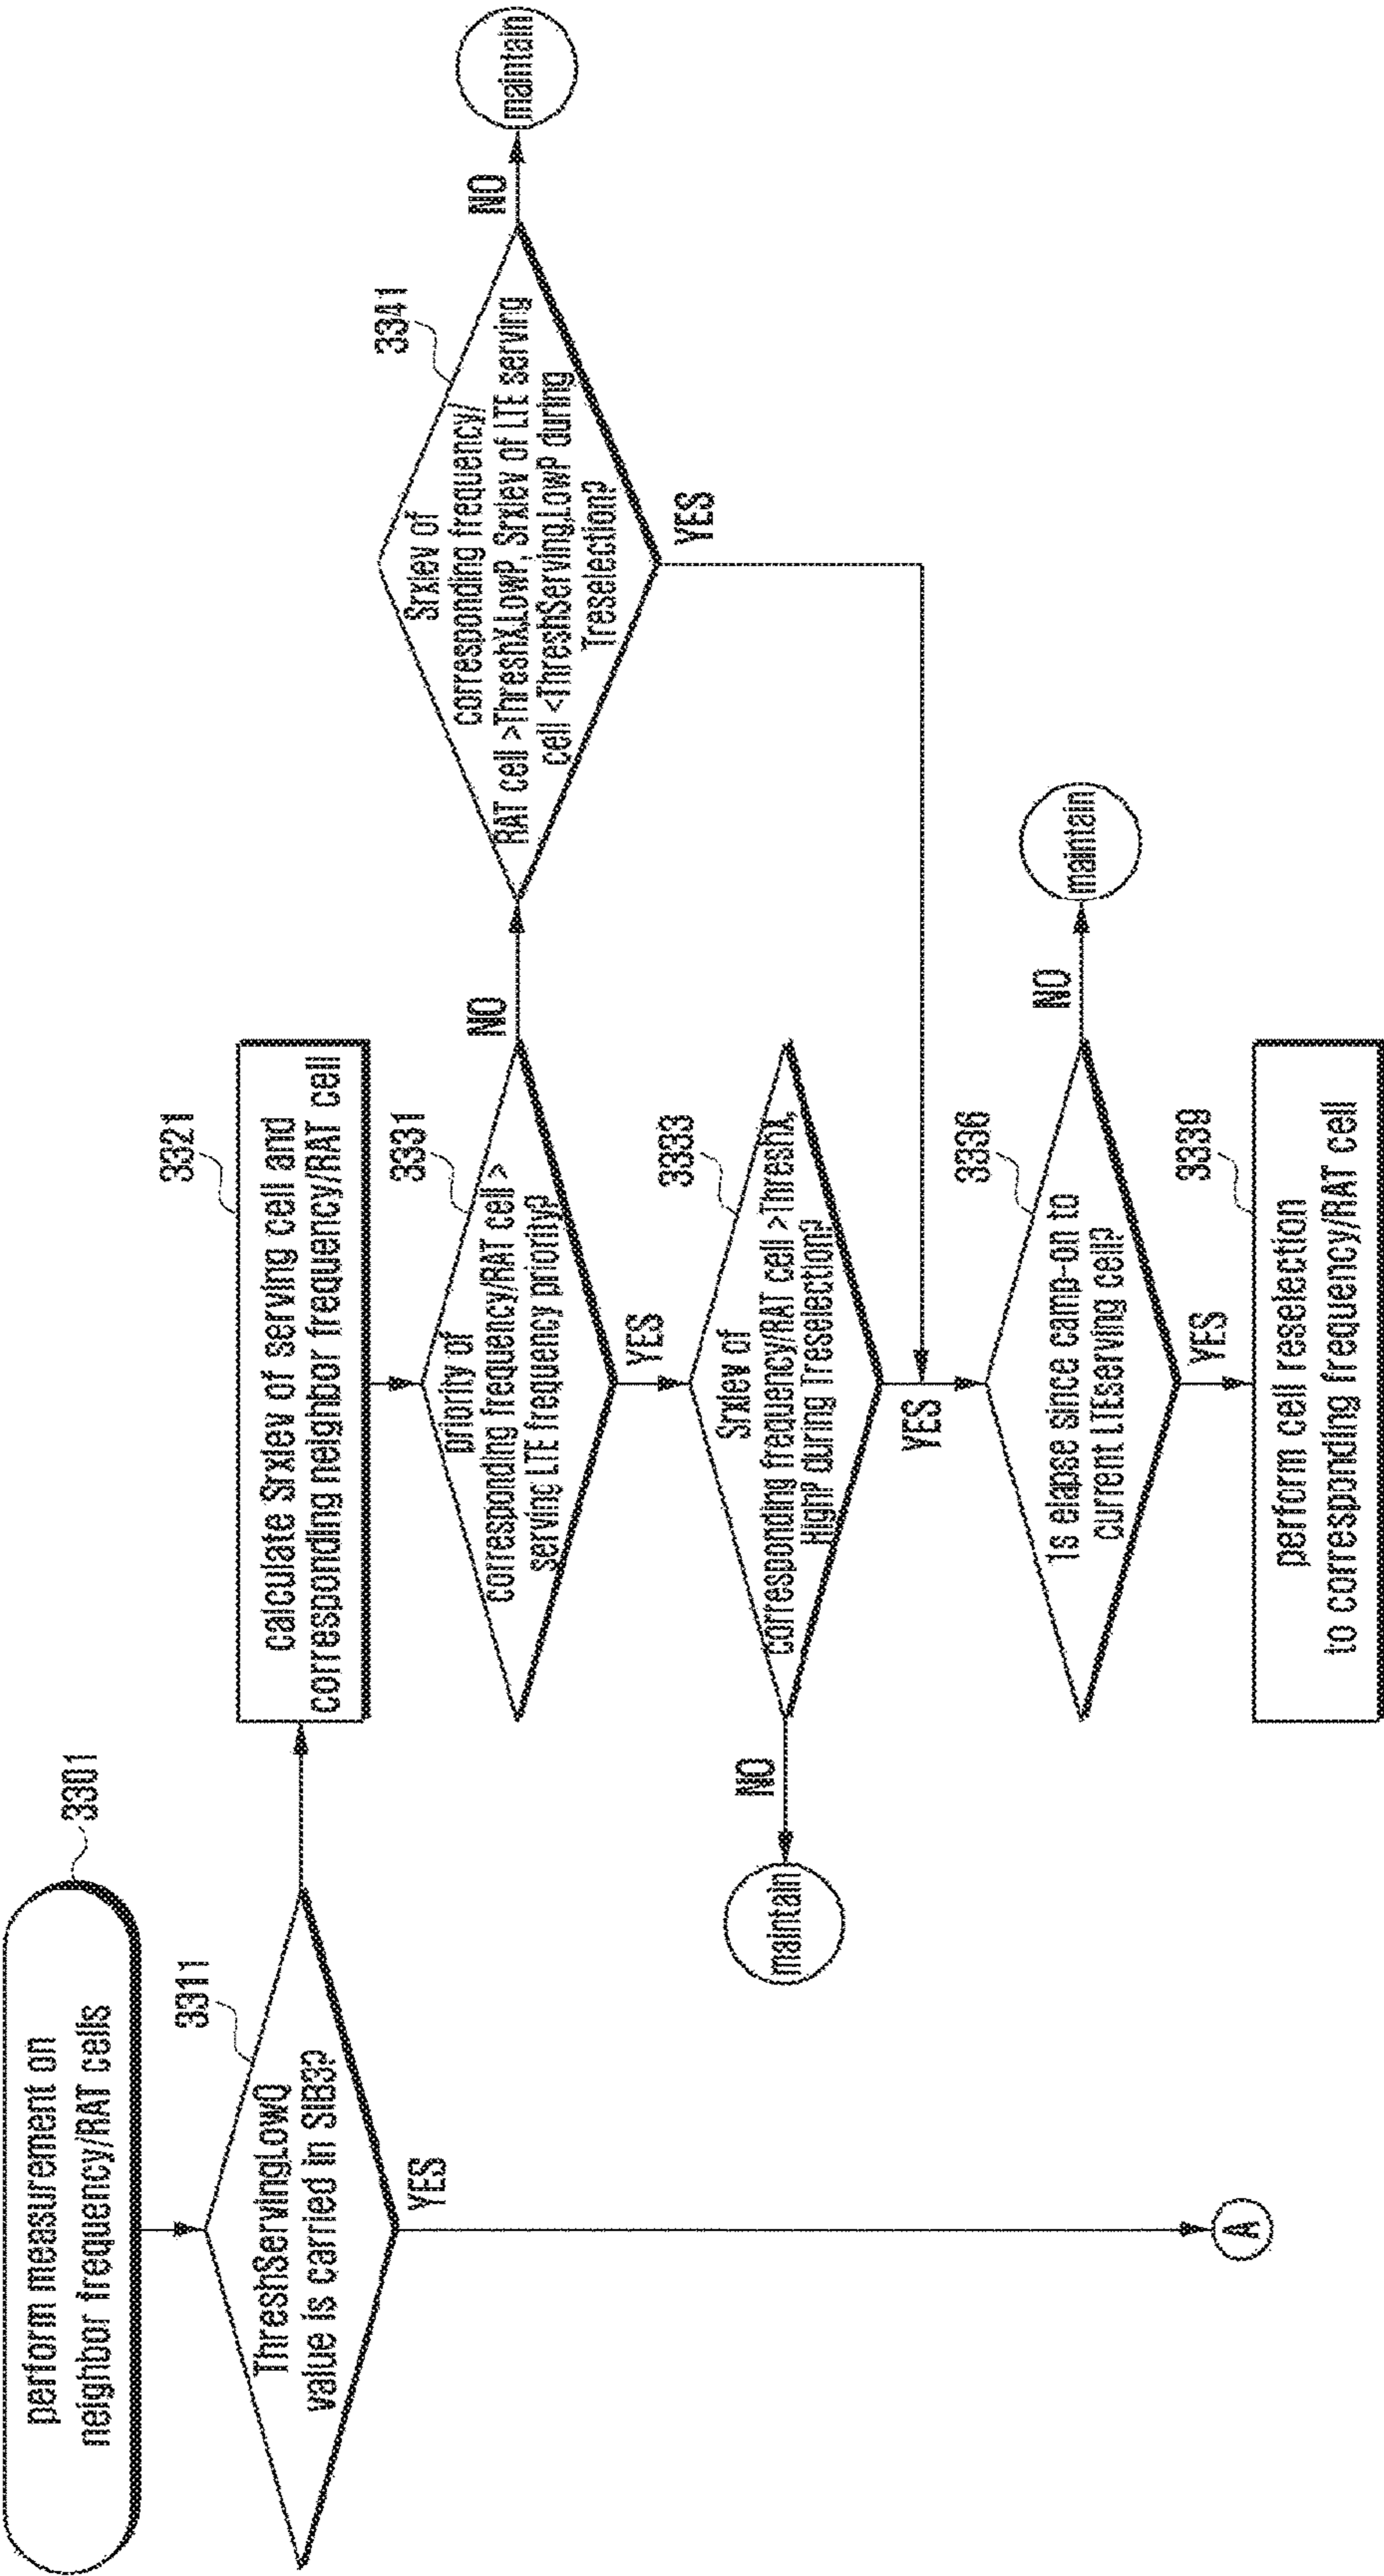 perform measurement on
neighbor frequency/RAT cells
3301
ThreshServingLowQ
value is carried in SIB3?
3311
YES
A
calculate Srxlev of serving cell and
corresponding neighbor frequency/RAT cell
3321
priority of
corresponding frequency/RAT cell >
serving LTE frequency priority?
3331
NO
YES
Srxlev of
corresponding frequency/
RAT cell >ThreshX,LowP, Srxlev of LTE serving
cell <ThreshServing,LowP during
Treselection?
3341
NO
maintain
YES
Srxlev of
corresponding frequency/RAT cell >ThreshX,
HighP during Treselection?
3333
NO
maintain
YES
1s elapse since camp-on to
current LTEserving cell?
3336
NO
maintain
YES
perform cell reselection
to corresponding frequency/RAT cell
3339